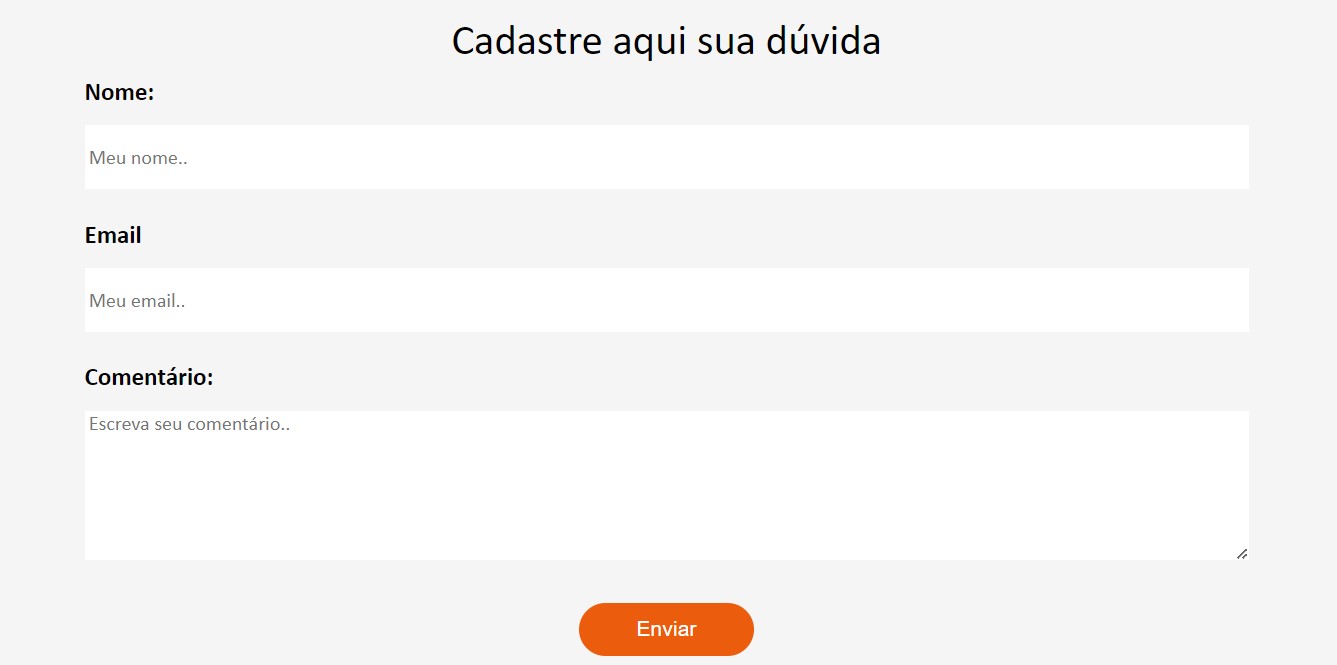 Cadastre aqui sua dúvida
Nome:
Meu nome..
Email
Meu email..
Comentário:
Escreva seu comentário..
Enviar